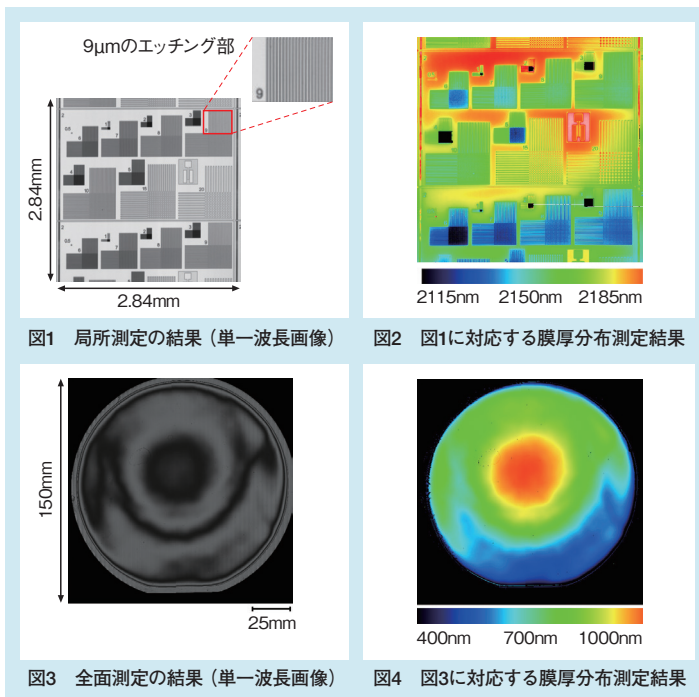 9μmのエッチング部
9
2.84mm
2.84mm
図1 局所測定の結果（単一波長画像）
2115nm 2150nm 2185nm
図2 図1に対応する膜厚分布測定結果
150mm
25mm
図3 全面測定の結果（単一波長画像）
400nm 700nm 1000nm
図4 図3に対応する膜厚分布測定結果